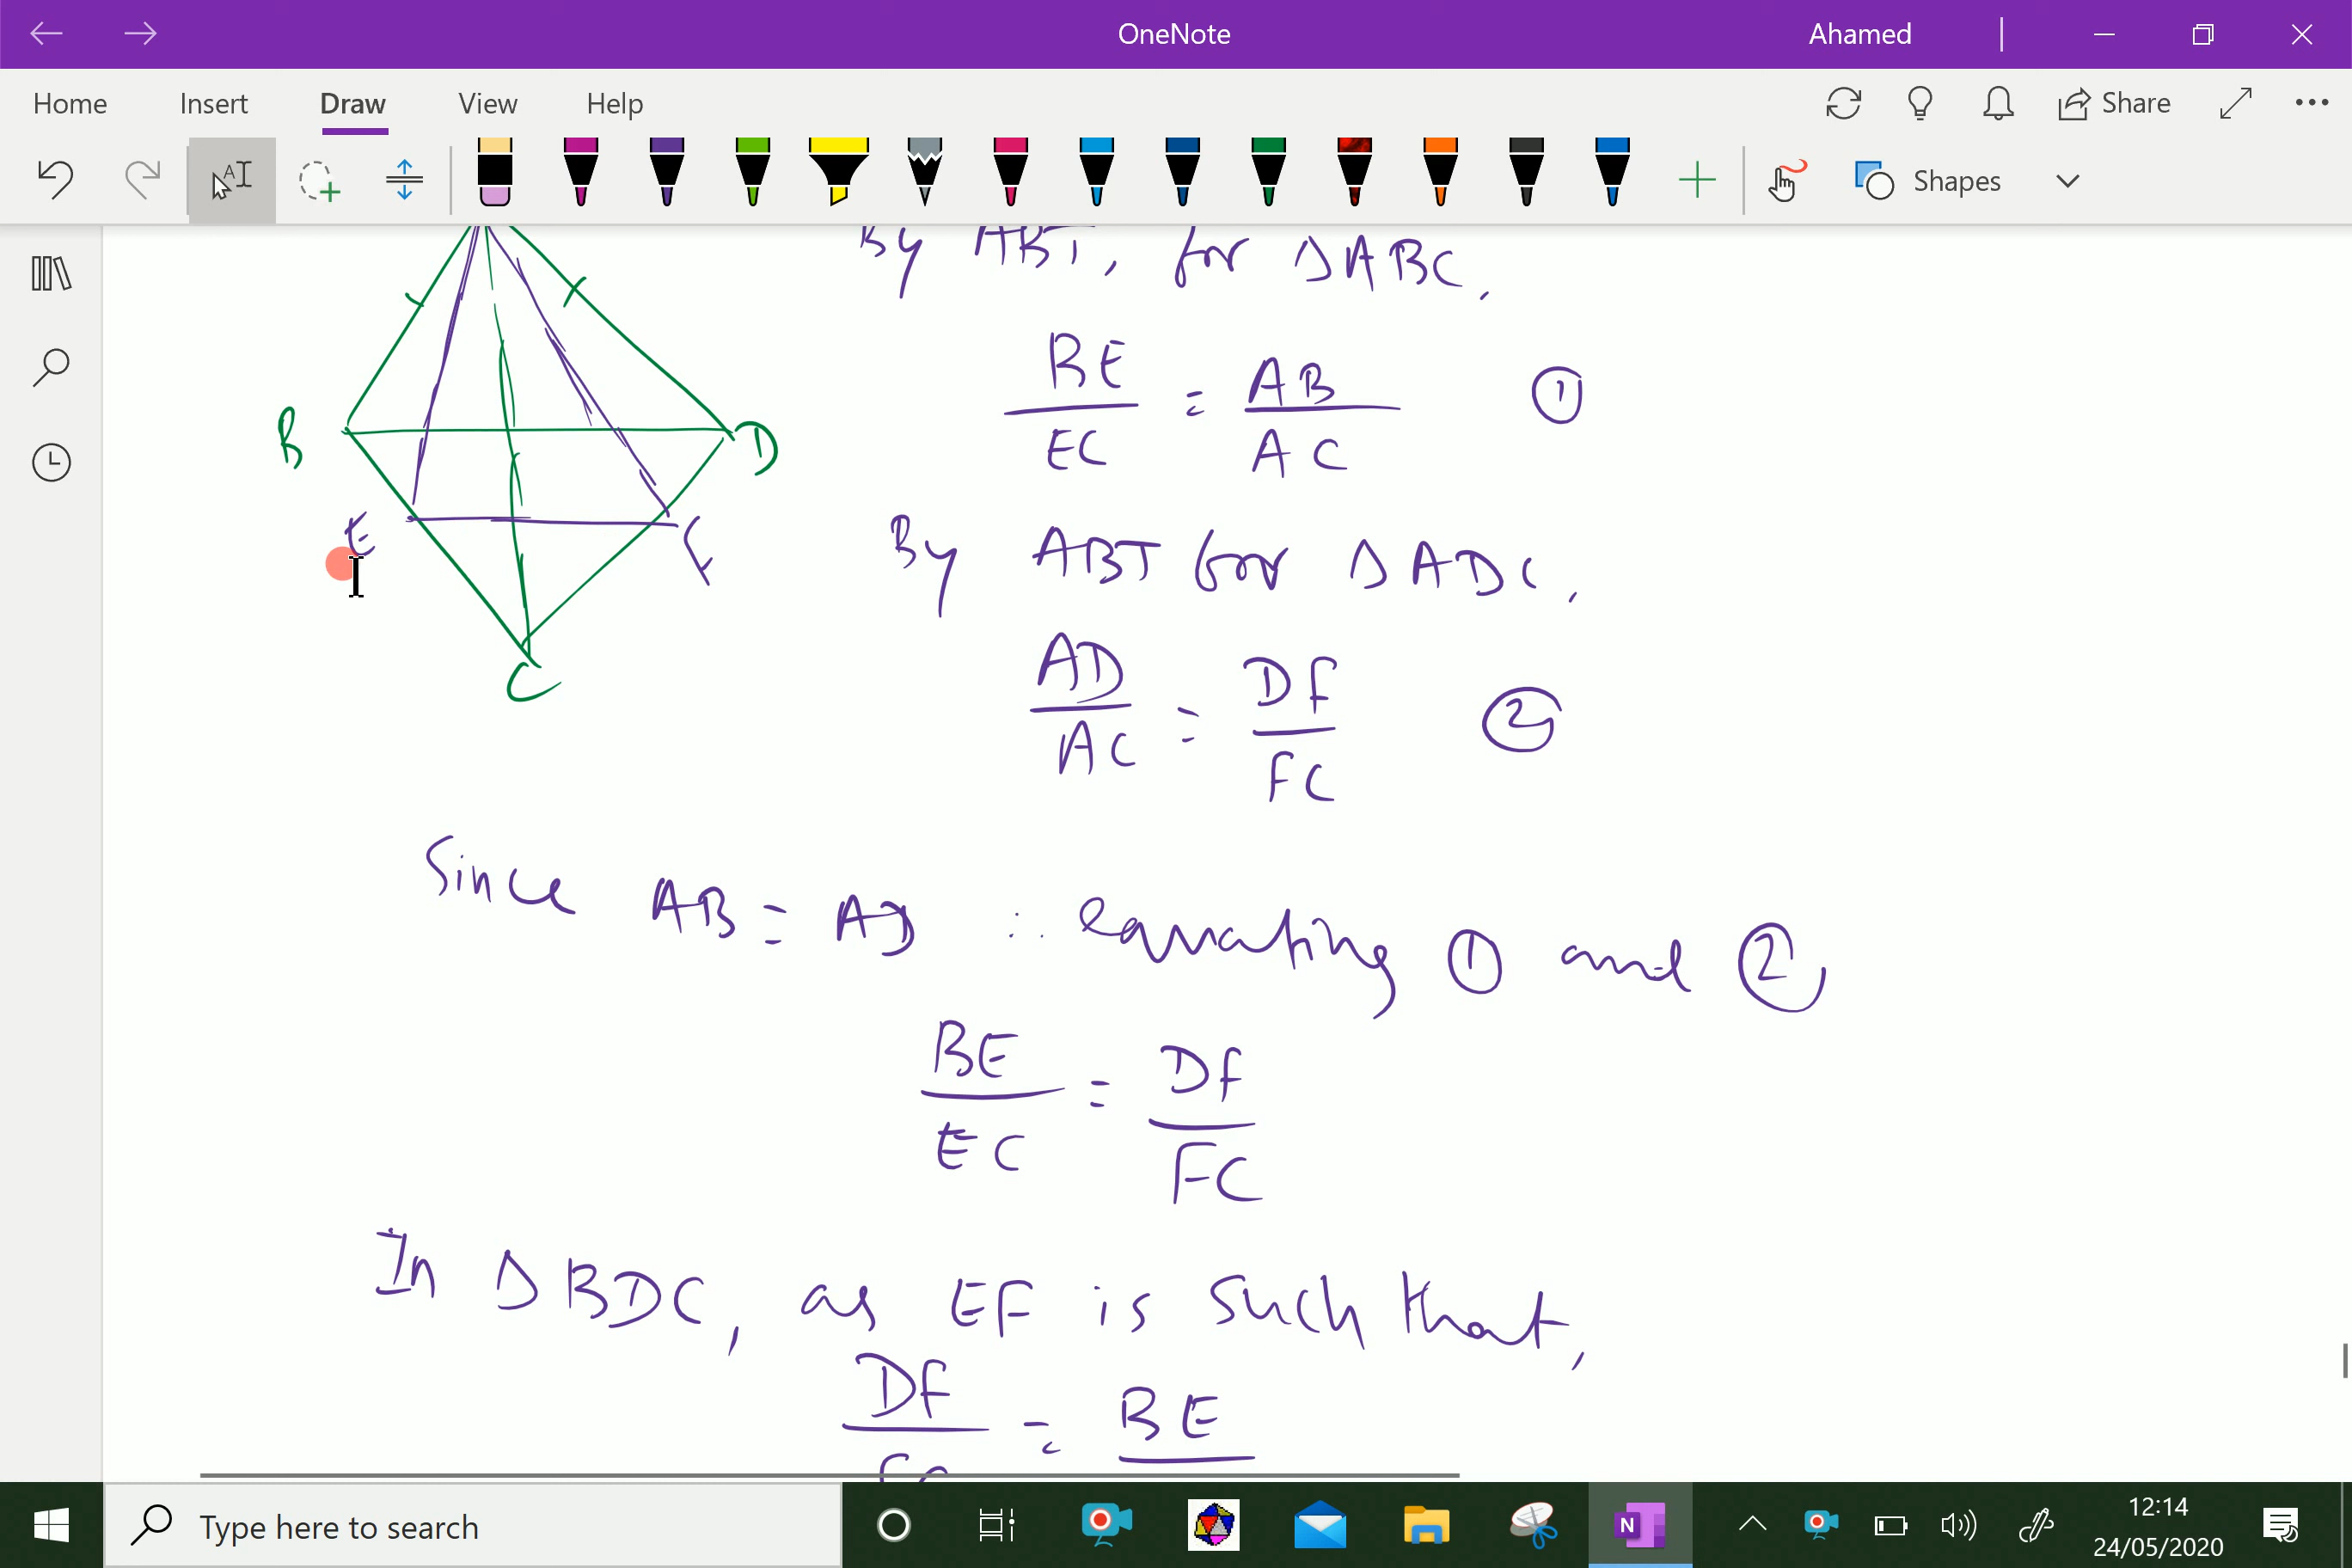 OneNote
Ahamed
Home Insert Draw View Help
Share
Shapes
By ABT, for ΔABC,
BE/EC = AB/AC ①
B
D
E
F
C
By ABT for ΔADC,
AD/AC = DF/FC ②
Since AB = AD ∴ equating ① and ②
BE/EC = DF/FC
In ΔBDC, as EF is such that,
DF/FC = BE
Type here to search
12:14
24/05/2020